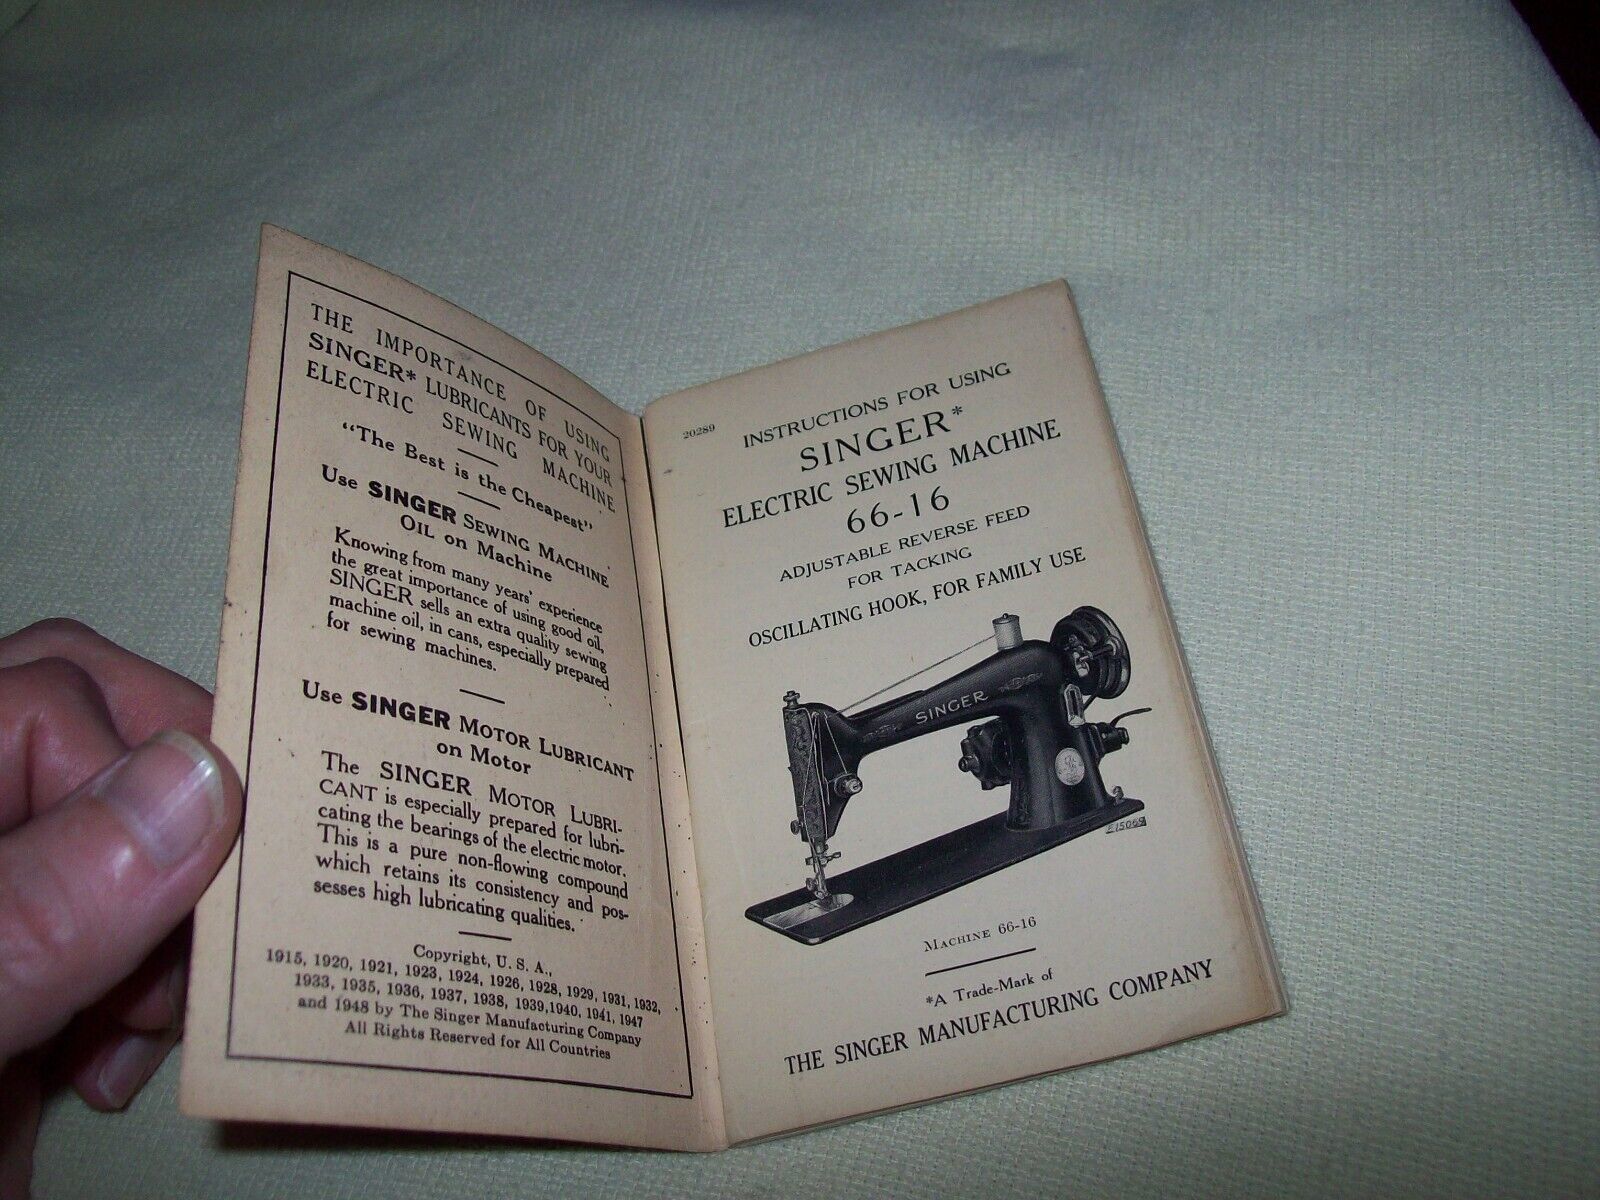 THE IMPORTANCE OF USING
SINGER* LUBRICANTS FOR YOUR
ELECTRIC SEWING MACHINE
"The Best is the Cheapest"
Use SINGER SEWING MACHINE
OIL on Machine
Knowing from many years' experience
the great importance of using good oil,
SINGER sells an extra quality sewing
machine oil, in cans, especially prepared
for sewing machines.
Use SINGER MOTOR LUBRICANT
on Motor
The SINGER MOTOR LUBRI-
CANT is especially prepared for lubri-
cating the bearings of the electric motor.
This is a pure non-flowing compound
which retains its consistency and pos-
sesses high lubricating qualities.
Copyright, U. S. A.,
1915, 1920, 1921, 1923, 1924, 1926, 1928, 1929, 1931, 1932,
1933, 1935, 1936, 1937, 1938, 1939, 1940, 1941, 1947
and 1948 by The Singer Manufacturing Company
All Rights Reserved for All Countries
20289
INSTRUCTIONS FOR USING
SINGER*
ELECTRIC SEWING MACHINE
66-16
ADJUSTABLE REVERSE FEED
FOR TACKING
OSCILLATING HOOK, FOR FAMILY USE
SINGER
E15069
MACHINE 66-16
*A Trade-Mark of
THE SINGER MANUFACTURING COMPANY